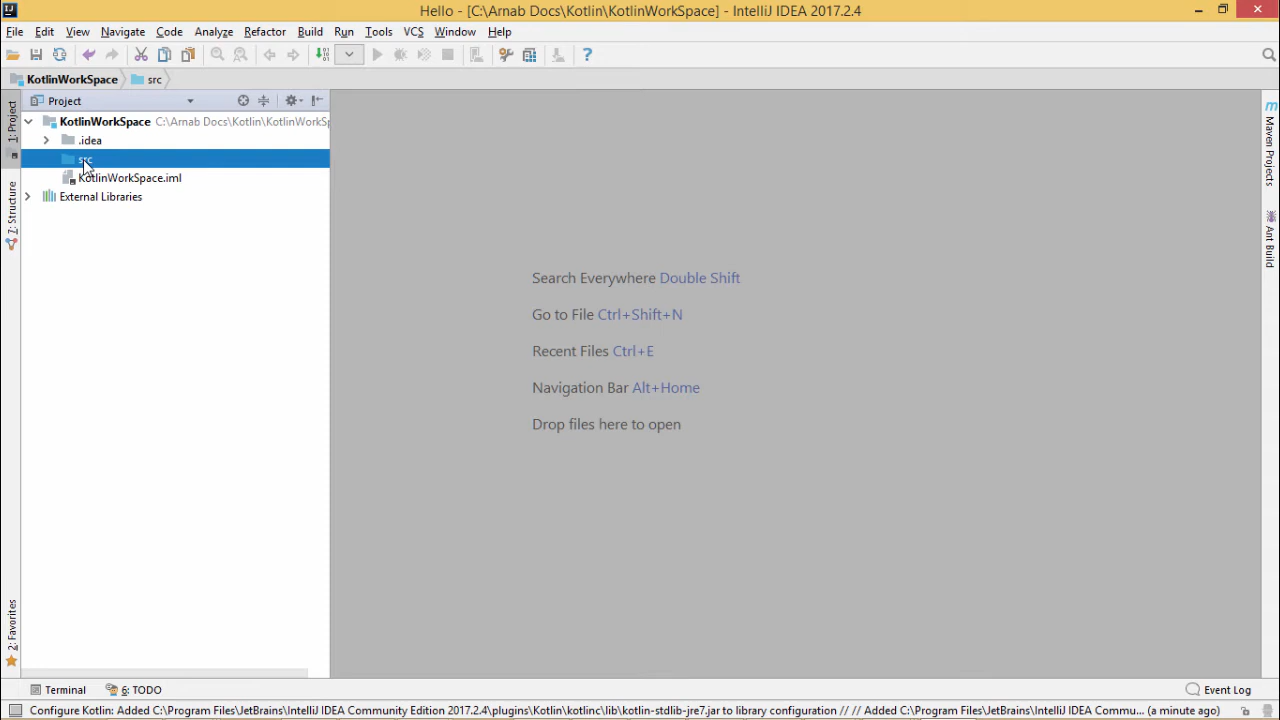 Hello - [C:\Arnab Docs\Kotlin\KotlinWorkSpace] - IntelliJ IDEA 2017.2.4
File Edit View Navigate Code Analyze Refactor Build Run Tools VCS Window Help
KotlinWorkSpace src
1: Project
Project
KotlinWorkSpace C:\Arnab Docs\Kotlin\KotlinWorkSp
.idea
src
KotlinWorkSpace.iml
External Libraries
Z: Structure
2: Favorites
Search Everywhere Double Shift
Go to File Ctrl+Shift+N
Recent Files Ctrl+E
Navigation Bar Alt+Home
Drop files here to open
Maven Projects
Ant Build
Terminal 6: TODO Event Log
Configure Kotlin: Added C:\Program Files\JetBrains\IntelliJ IDEA Community Edition 2017.2.4\plugins\Kotlin\kotlinc\lib\kotlin-stdlib-jre7.jar to library configuration // // Added C:\Program Files\JetBrains\IntelliJ IDEA Commu... (a minute ago)